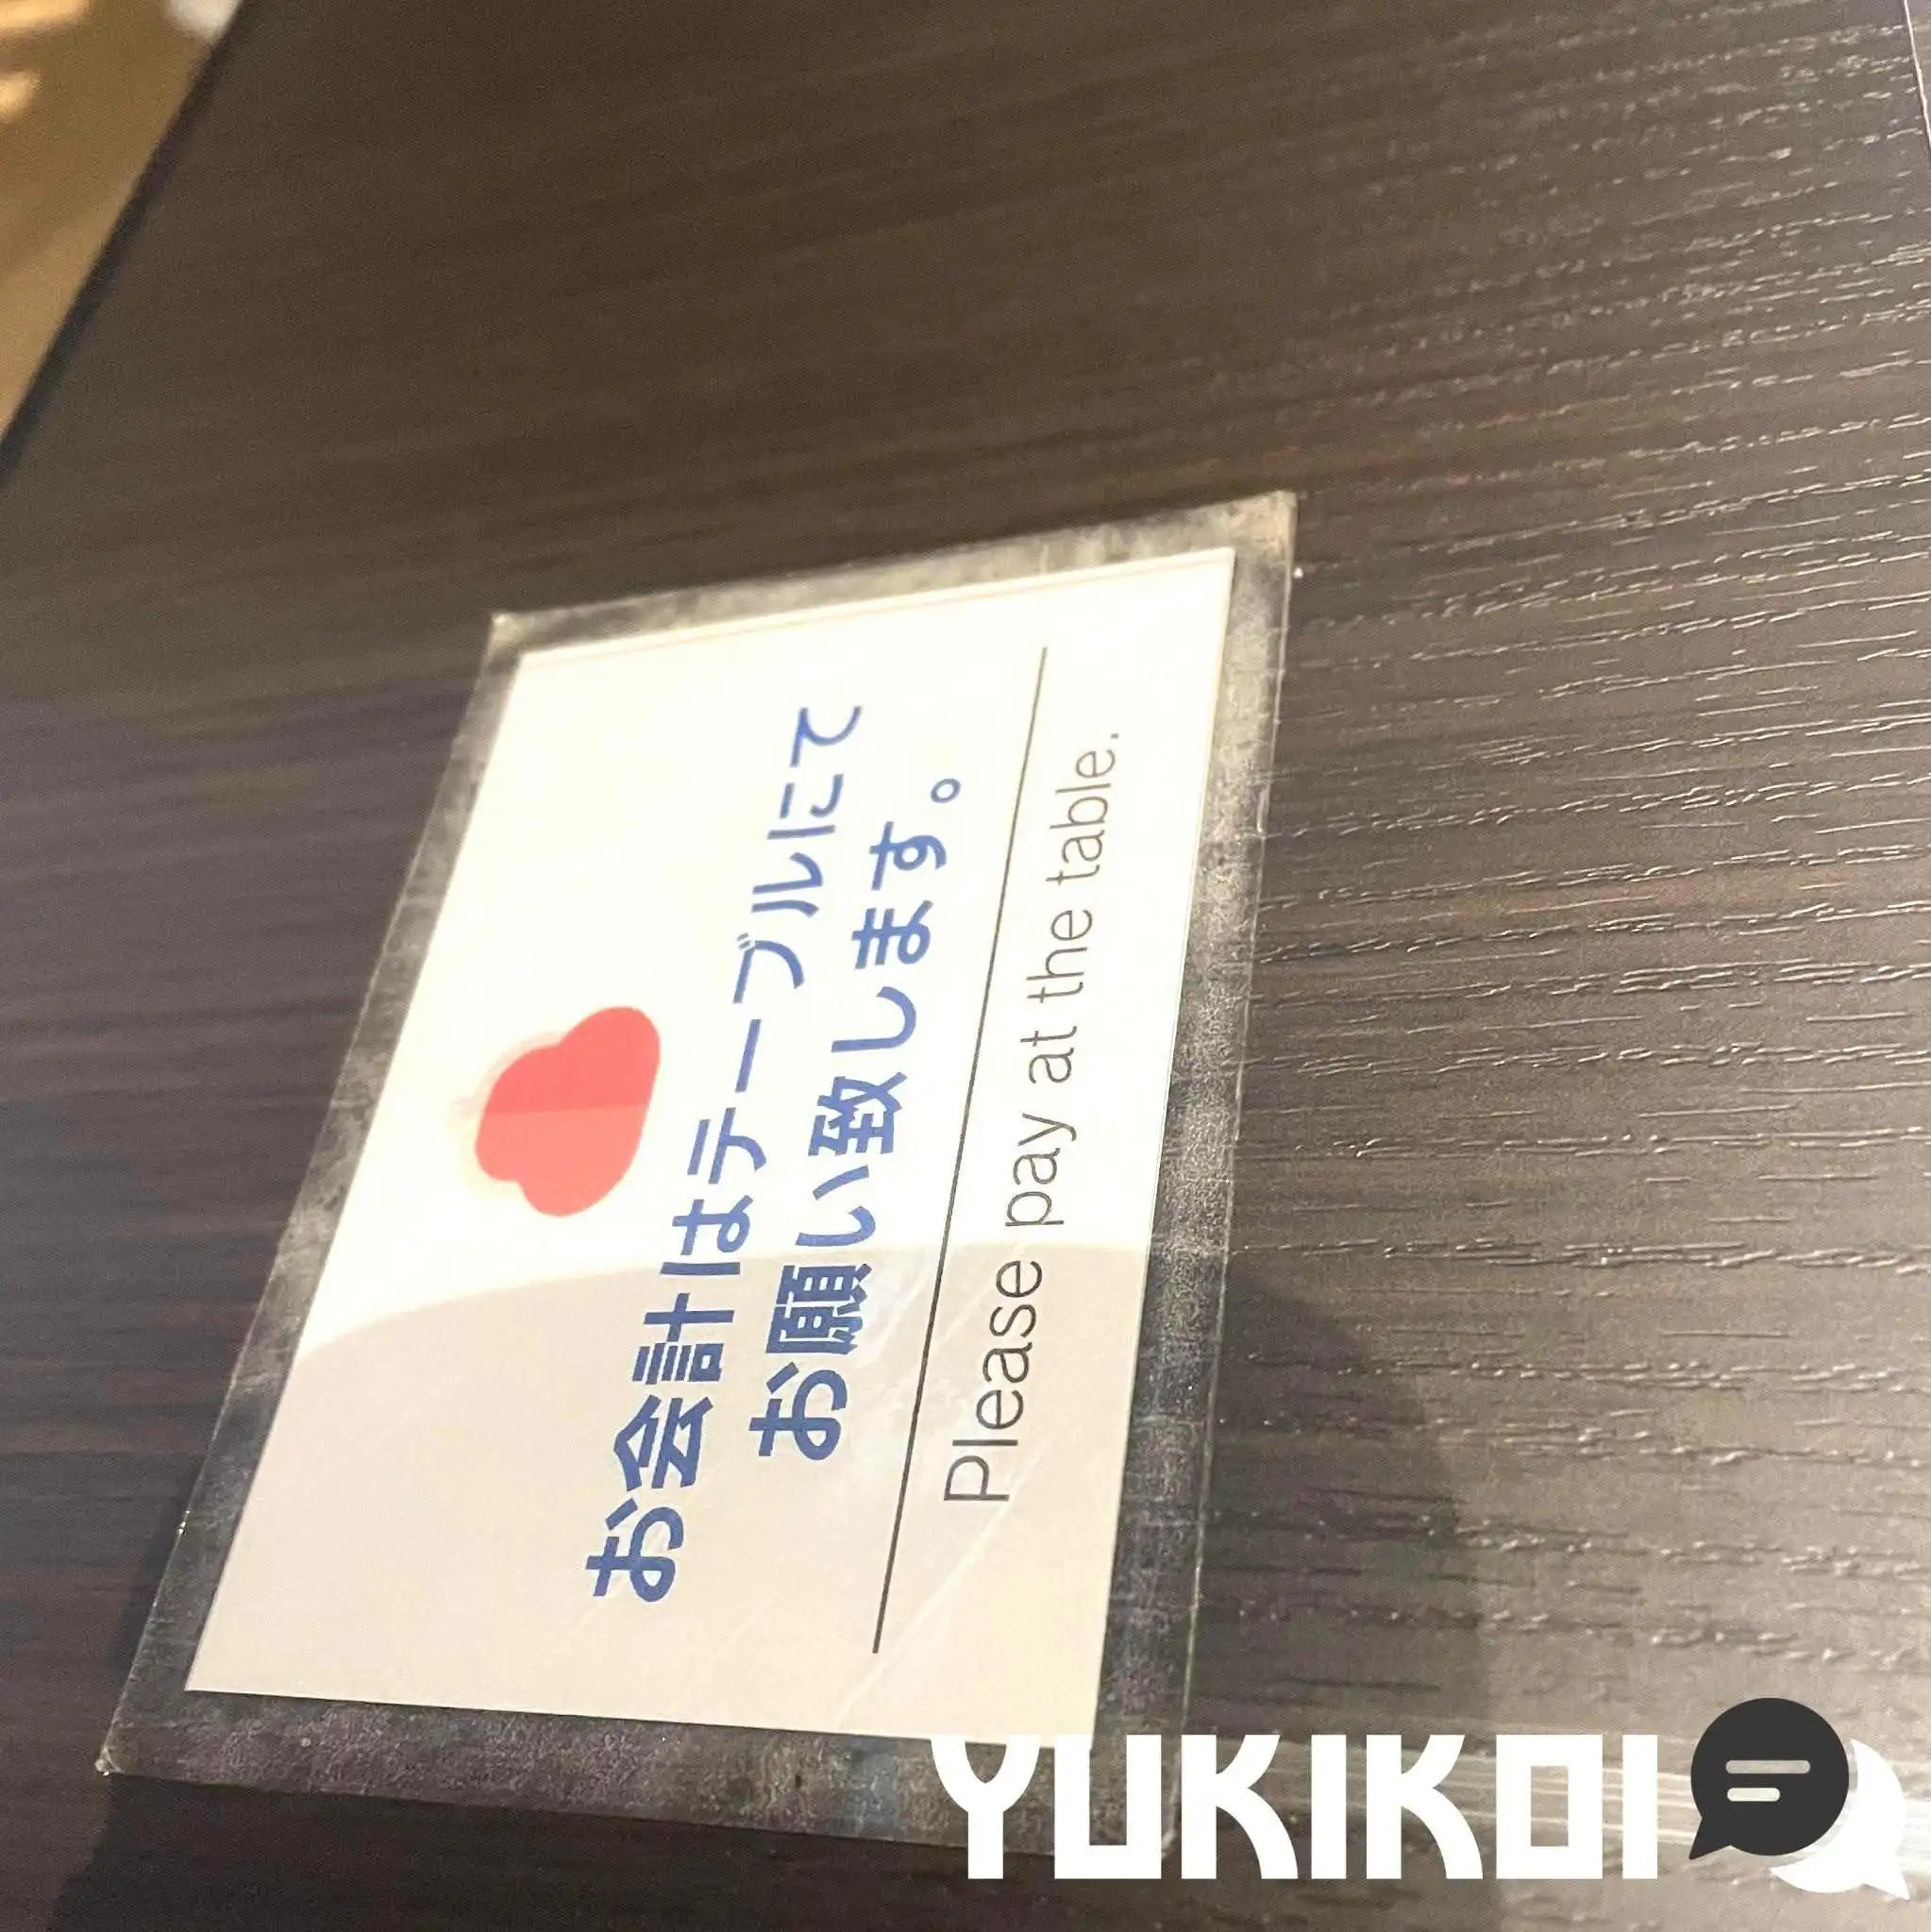 お会計はテーブルにて
お願い致します。
Please pay at the table.
YUKIKOI